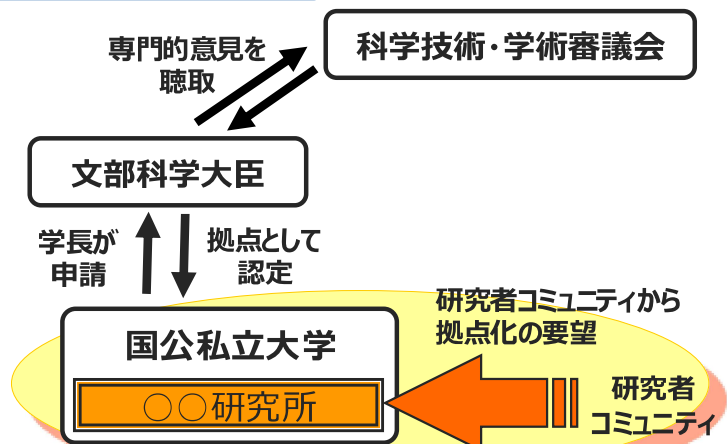 専門的意見を
聴取
科学技術・学術審議会
文部科学大臣
学長が
申請
拠点として
認定
研究者コミュニティから
拠点化の要望
国公私立大学
○○研究所
研究者
コミュニティ